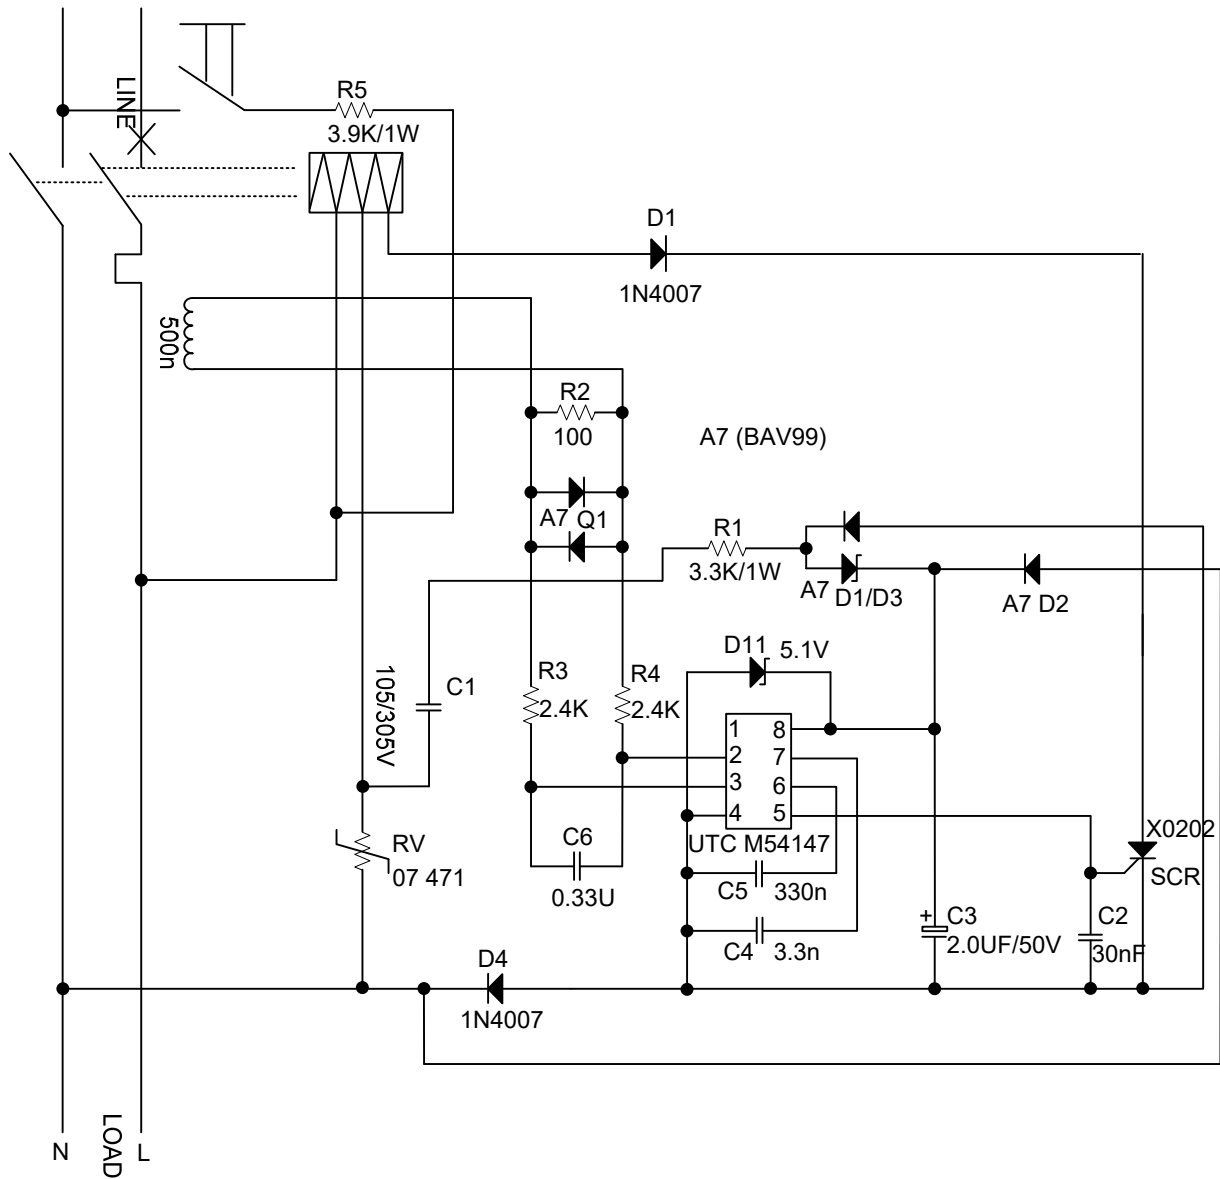 LINE
R5
3.9K/1W
D1
1N4007
500n
R2
100
A7 (BAV99)
A7 Q1
R1
3.3K/1W
A7 D1/D3
A7 D2
D11 5.1V
R3
2.4K
R4
2.4K
105/305V
C1
1 8
2 7
3 6
4 5
UTC M54147
X0202
SCR
RV
07 471
C6
0.33U
C5 330n
C4 3.3n
+ C3
2.0UF/50V
C2
30nF
D4
1N4007
N
LOAD
L